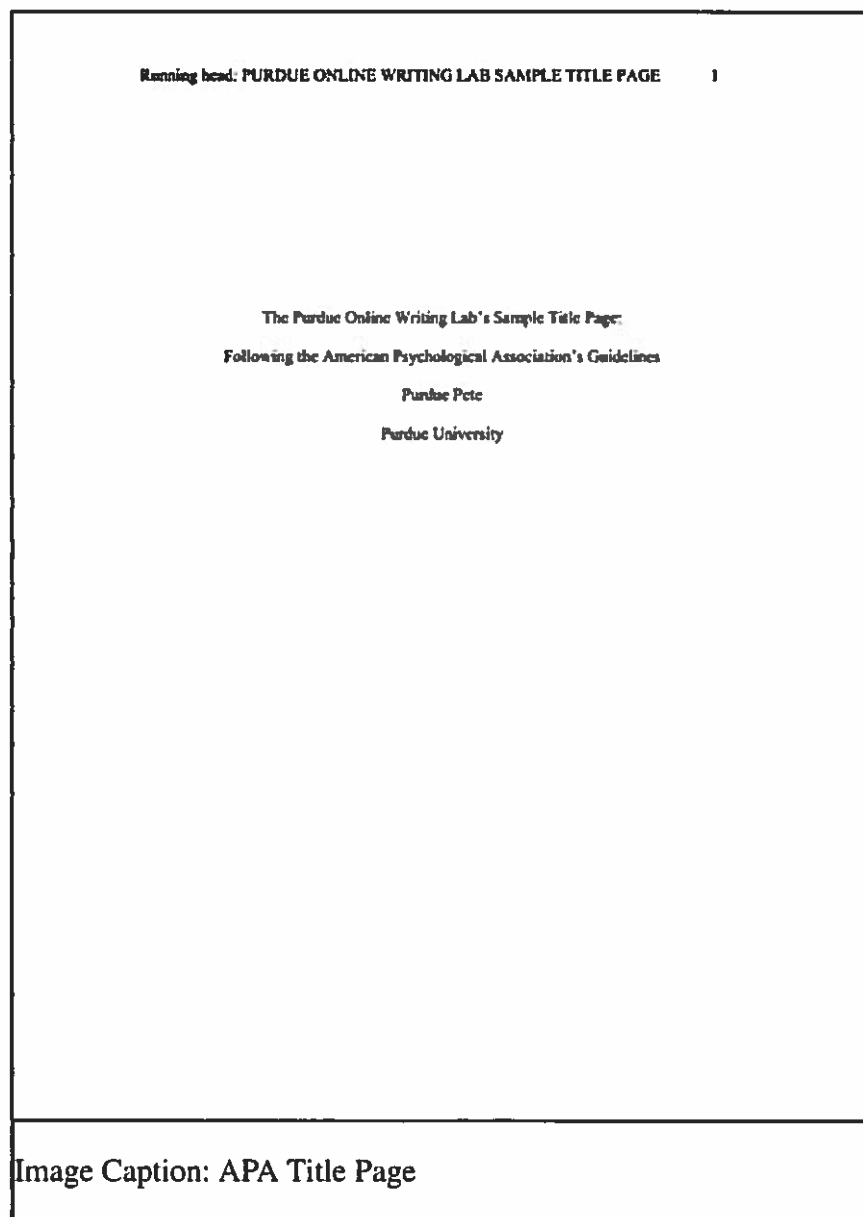 Running head: PURDUE ONLINE WRITING LAB SAMPLE TITLE PAGE 1
The Purdue Online Writing Lab's Sample Title Page:
Following the American Psychological Association's Guidelines
Purdue Pete
Purdue University
Image Caption: APA Title Page